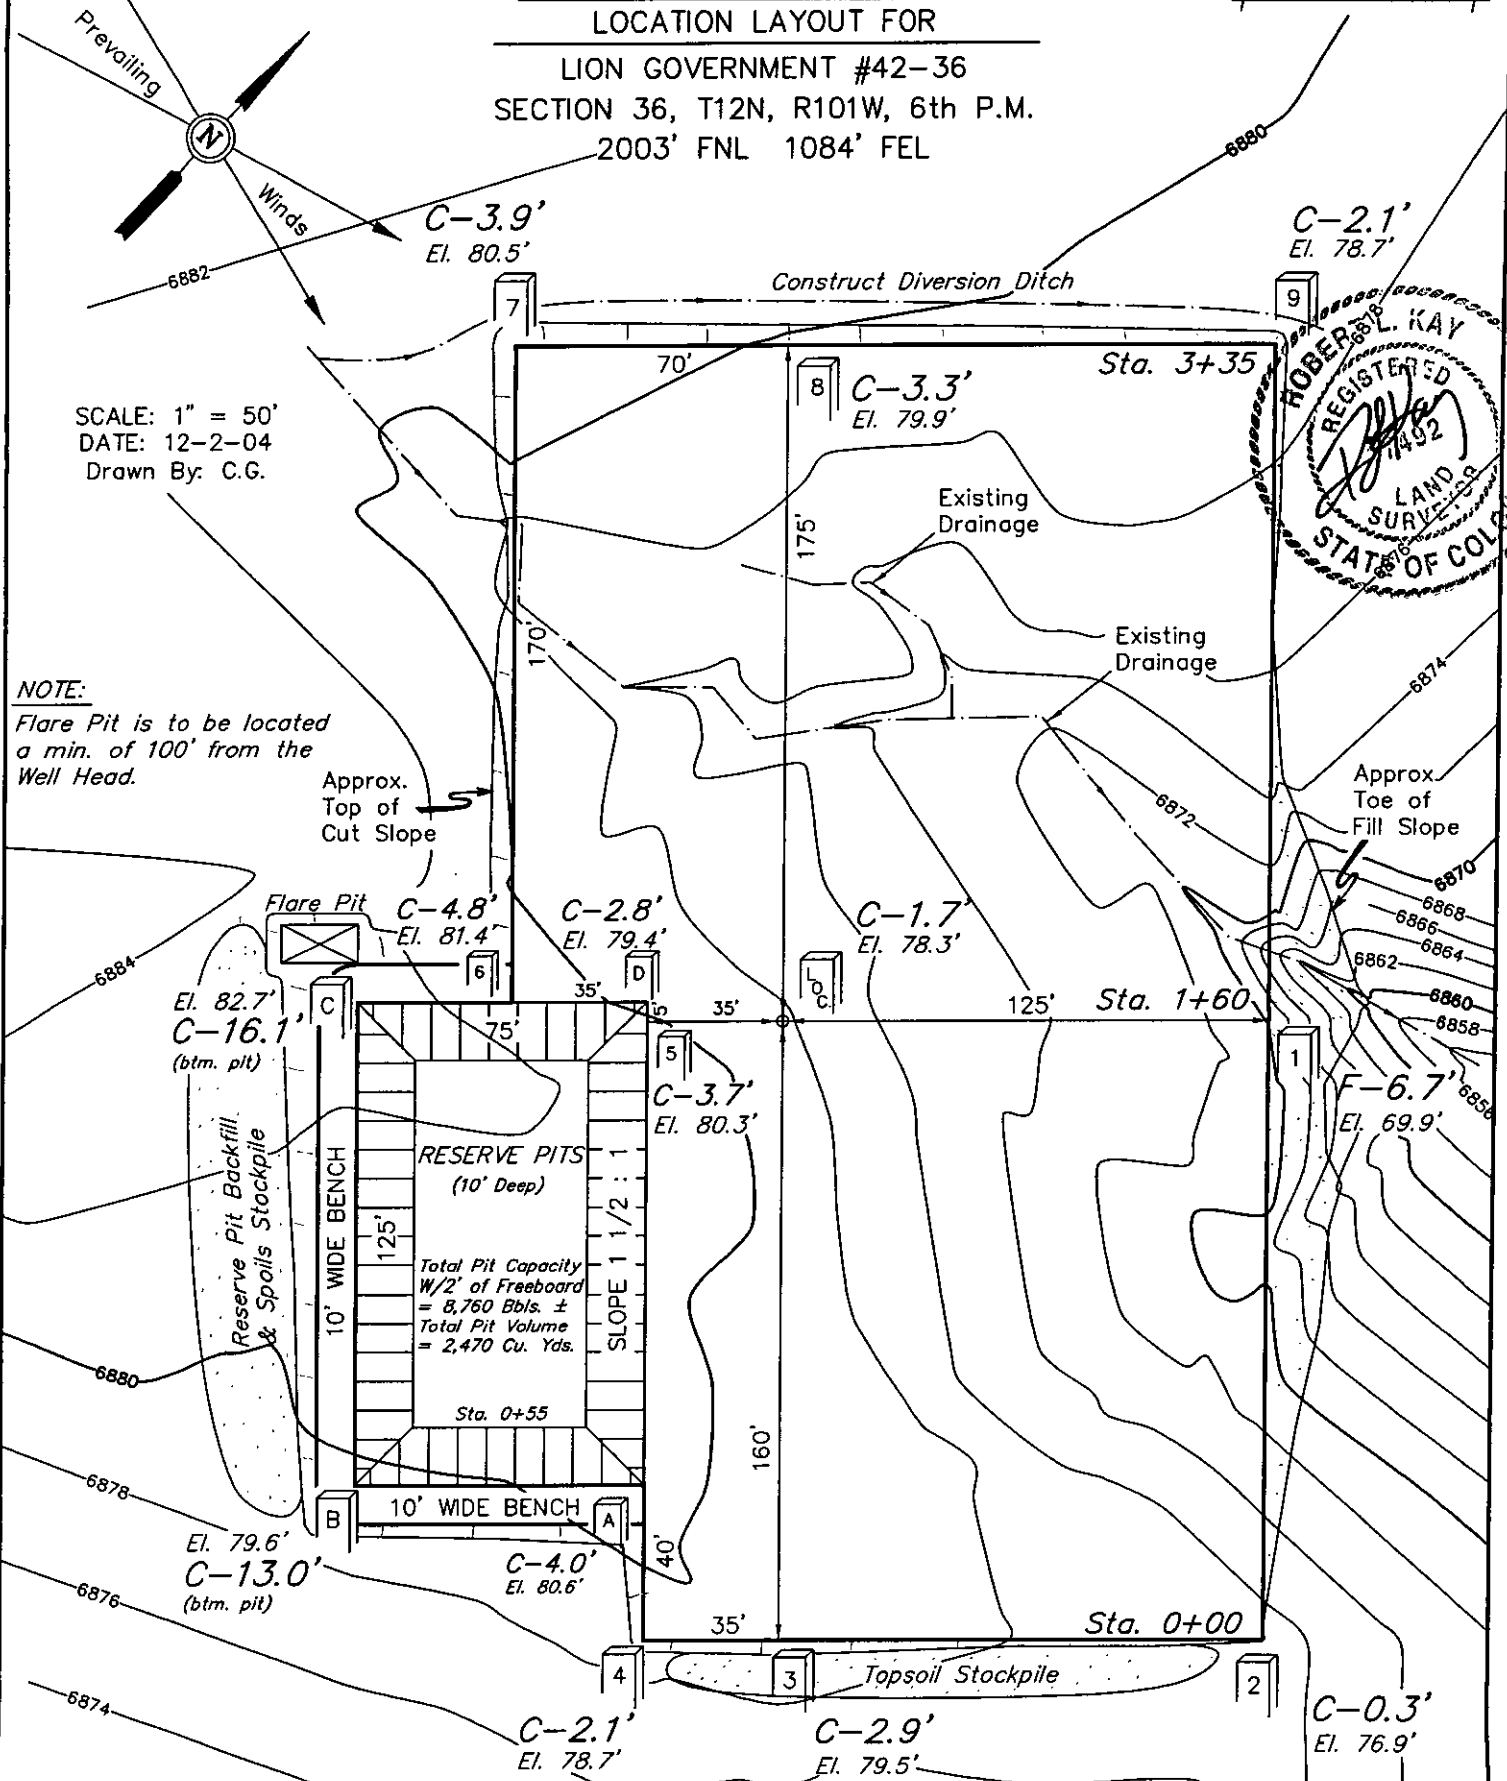 LOCATION LAYOUT FOR
LION GOVERNMENT #42-36
SECTION 36, T12N, R101W, 6th P.M.
2003' FNL 1084' FEL
Prevailing
N
Winds
6882
6880
C-3.9'
El. 80.5'
C-2.1'
El. 78.7'
7
Construct Diversion Ditch
9
6878
ROBERT L. KAY
REGISTERED
LAND
SURVEYOR
STATE OF COLO
6876
70'
8
C-3.3'
El. 79.9'
Sta. 3+35
SCALE: 1" = 50'
DATE: 12-2-04
Drawn By: C.G.
Existing
Drainage
175'
170'
Existing
Drainage
6874
NOTE:
Flare Pit is to be located
a min. of 100' from the
Well Head.
Approx.
Top of
Cut Slope
6872
Approx.
Toe of
Fill Slope
6870
6868
6866
6864
6862
6860
6858
6856
Flare Pit
C-4.8'
El. 81.4'
C-2.8'
El. 79.4'
C-1.7'
El. 78.3'
6884
6
D
LOC.
El. 82.7'
C-16.1'
(btm. pit)
C
35'
75'
5'
35'
125'
Sta. 1+60
5
C-3.7'
El. 80.3'
1
F-6.7'
El. 69.9'
Reserve Pit Backfill
& Spoils Stockpile
10' WIDE BENCH
125'
RESERVE PITS
(10' Deep)
Total Pit Capacity
W/2' of Freeboard
= 8,760 Bbls. ±
Total Pit Volume
= 2,470 Cu. Yds.
SLOPE 1 1/2 : 1
Sta. 0+55
6880
160'
6878
B
10' WIDE BENCH
A
El. 79.6'
C-13.0'
(btm. pit)
C-4.0'
El. 80.6'
40'
6876
35'
Sta. 0+00
4
3
Topsoil Stockpile
2
6874
C-2.1'
El. 78.7'
C-2.9'
El. 79.5'
C-0.3'
El. 76.9'